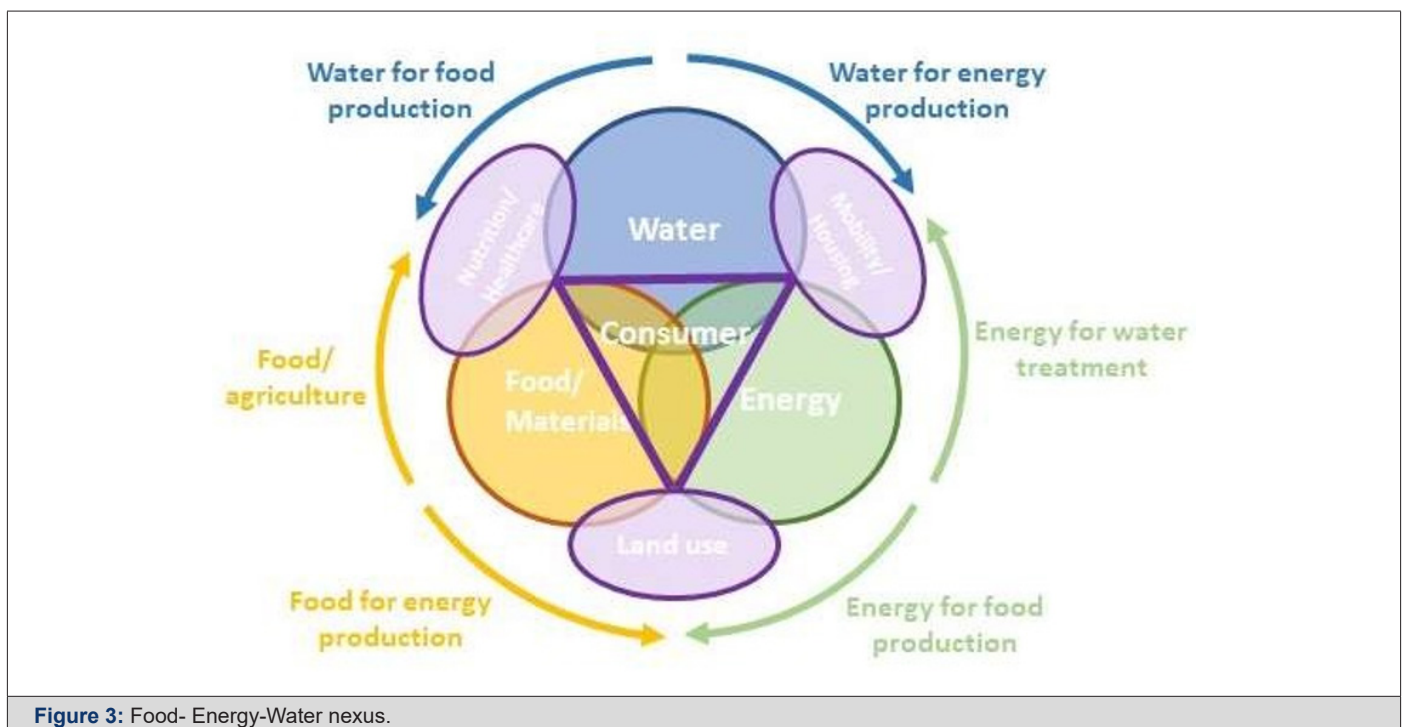 Water for food
production
Water for energy
production
Nutrition/
Healthcare
Water
Mobility/
Housing
Consumer
Food/
agriculture
Food/
Materials
Energy
Energy for water
treatment
Land use
Food for energy
production
Energy for food
production
Figure 3: Food- Energy-Water nexus.